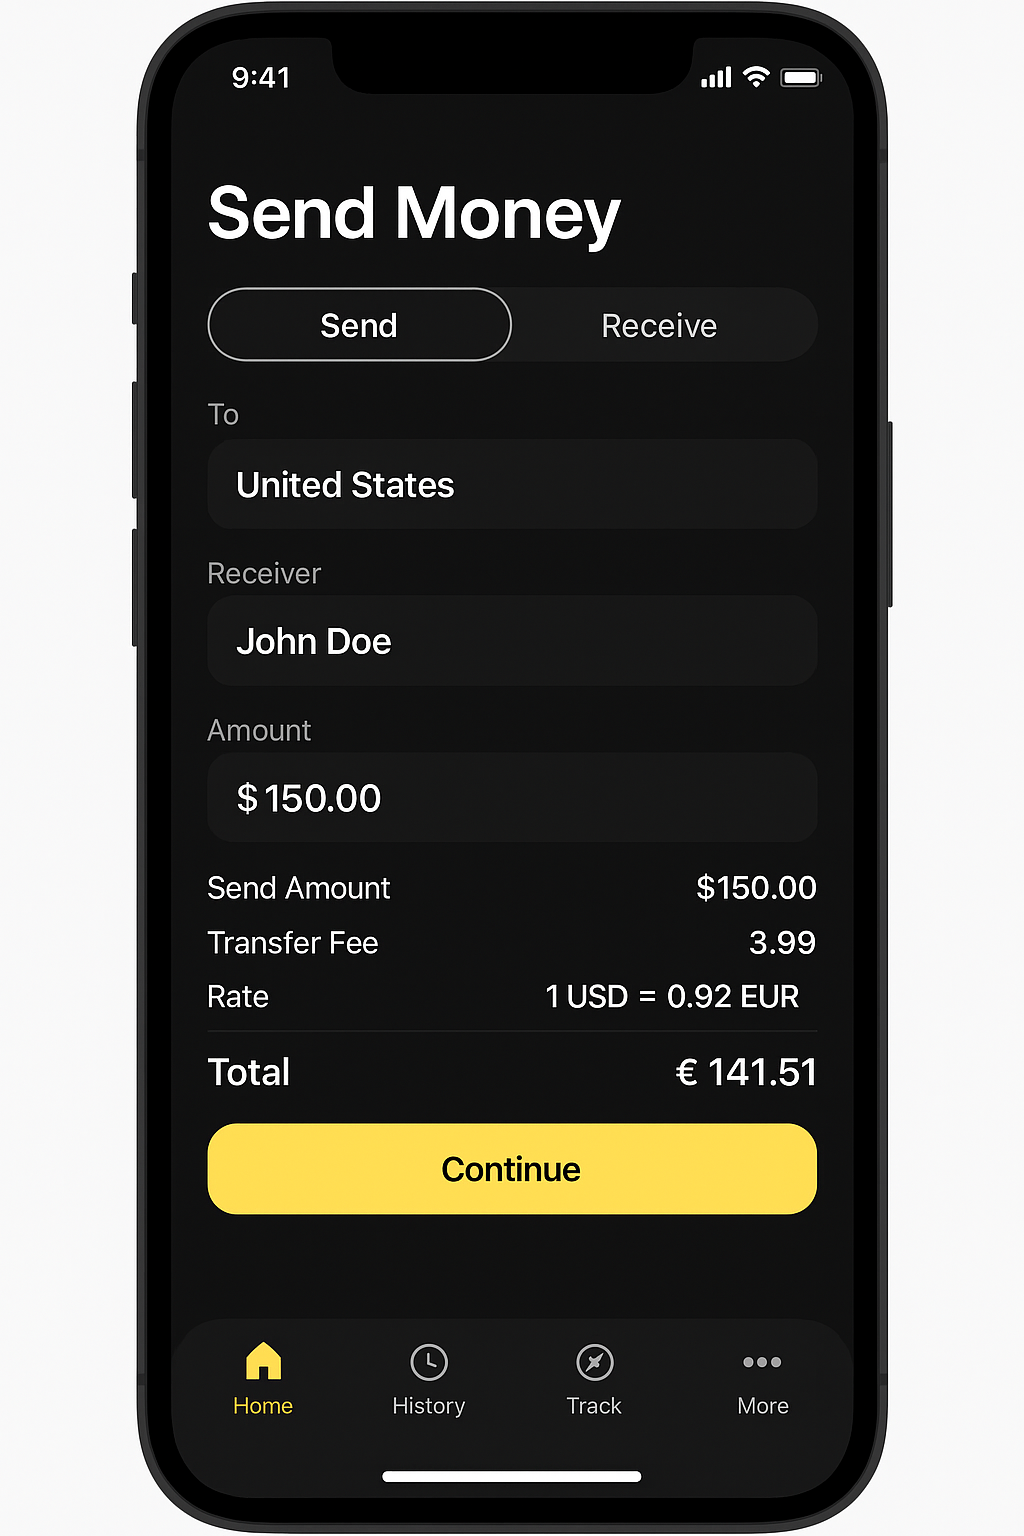 9:41
Send Money
Send Receive
To
United States
Receiver
John Doe
Amount
$ 150.00
Send Amount $150.00
Transfer Fee 3.99
Rate 1 USD = 0.92 EUR
Total € 141.51
Continue
Home History Track More